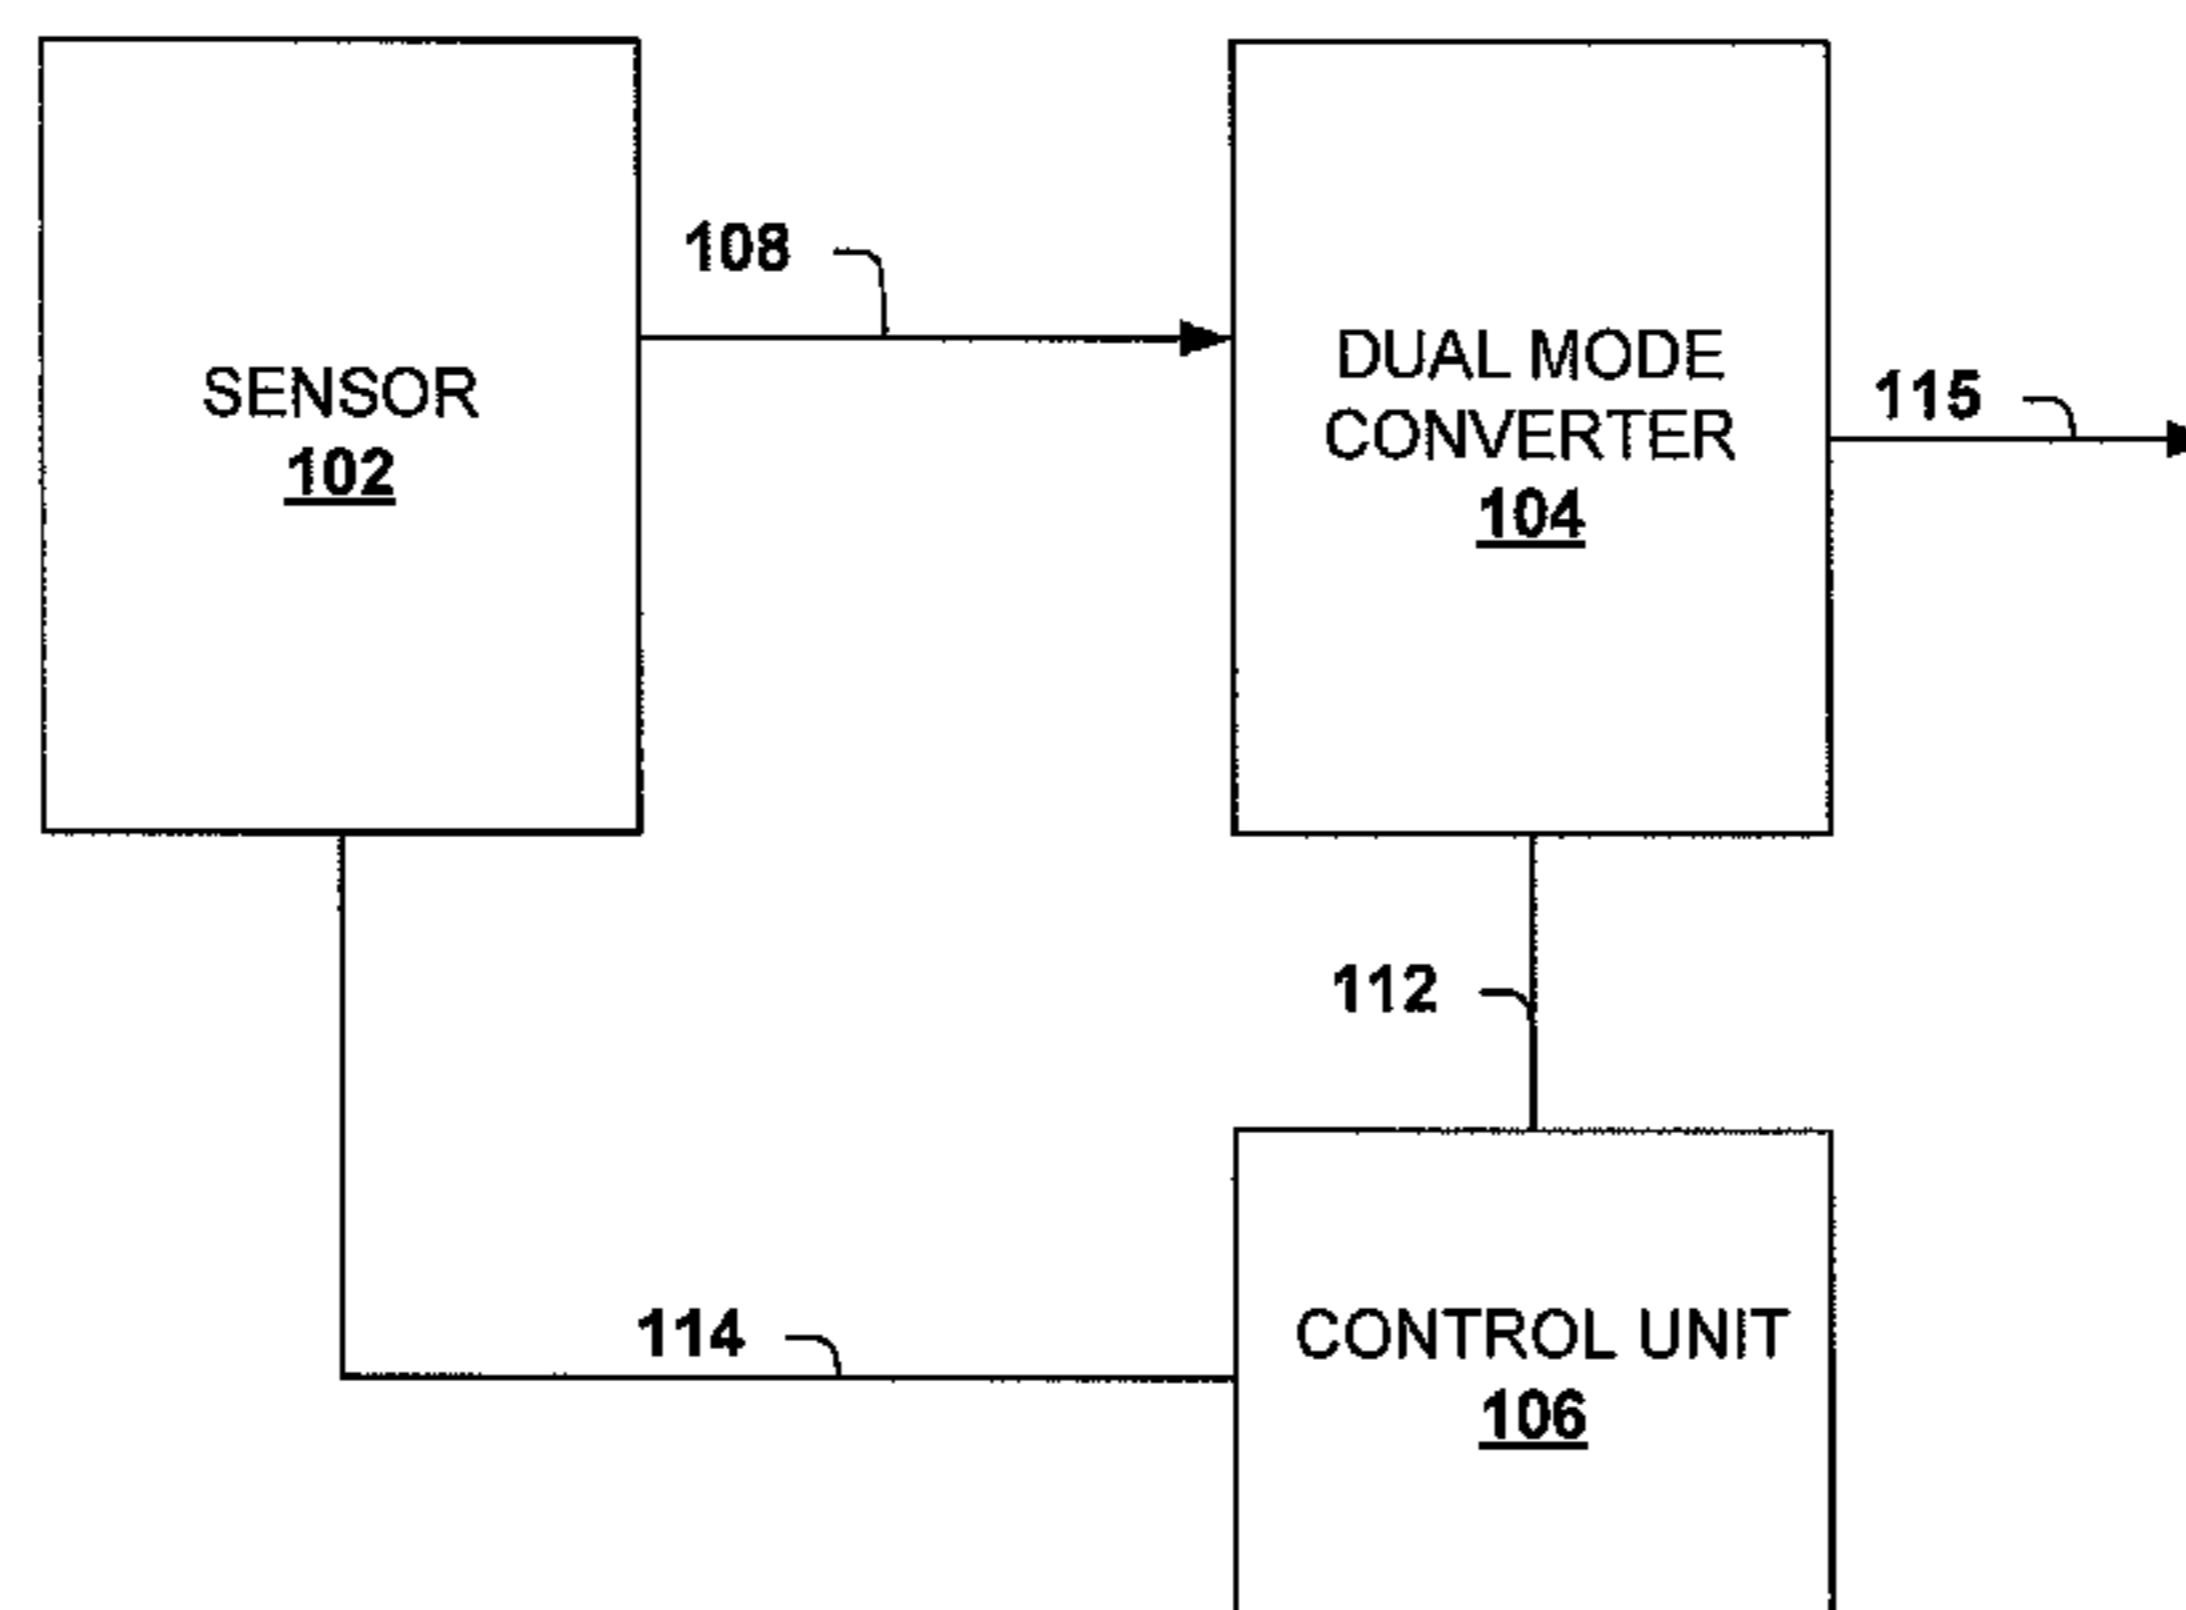 108
SENSOR
102
DUAL MODE
CONVERTER
104
115
112
114
CONTROL UNIT
106